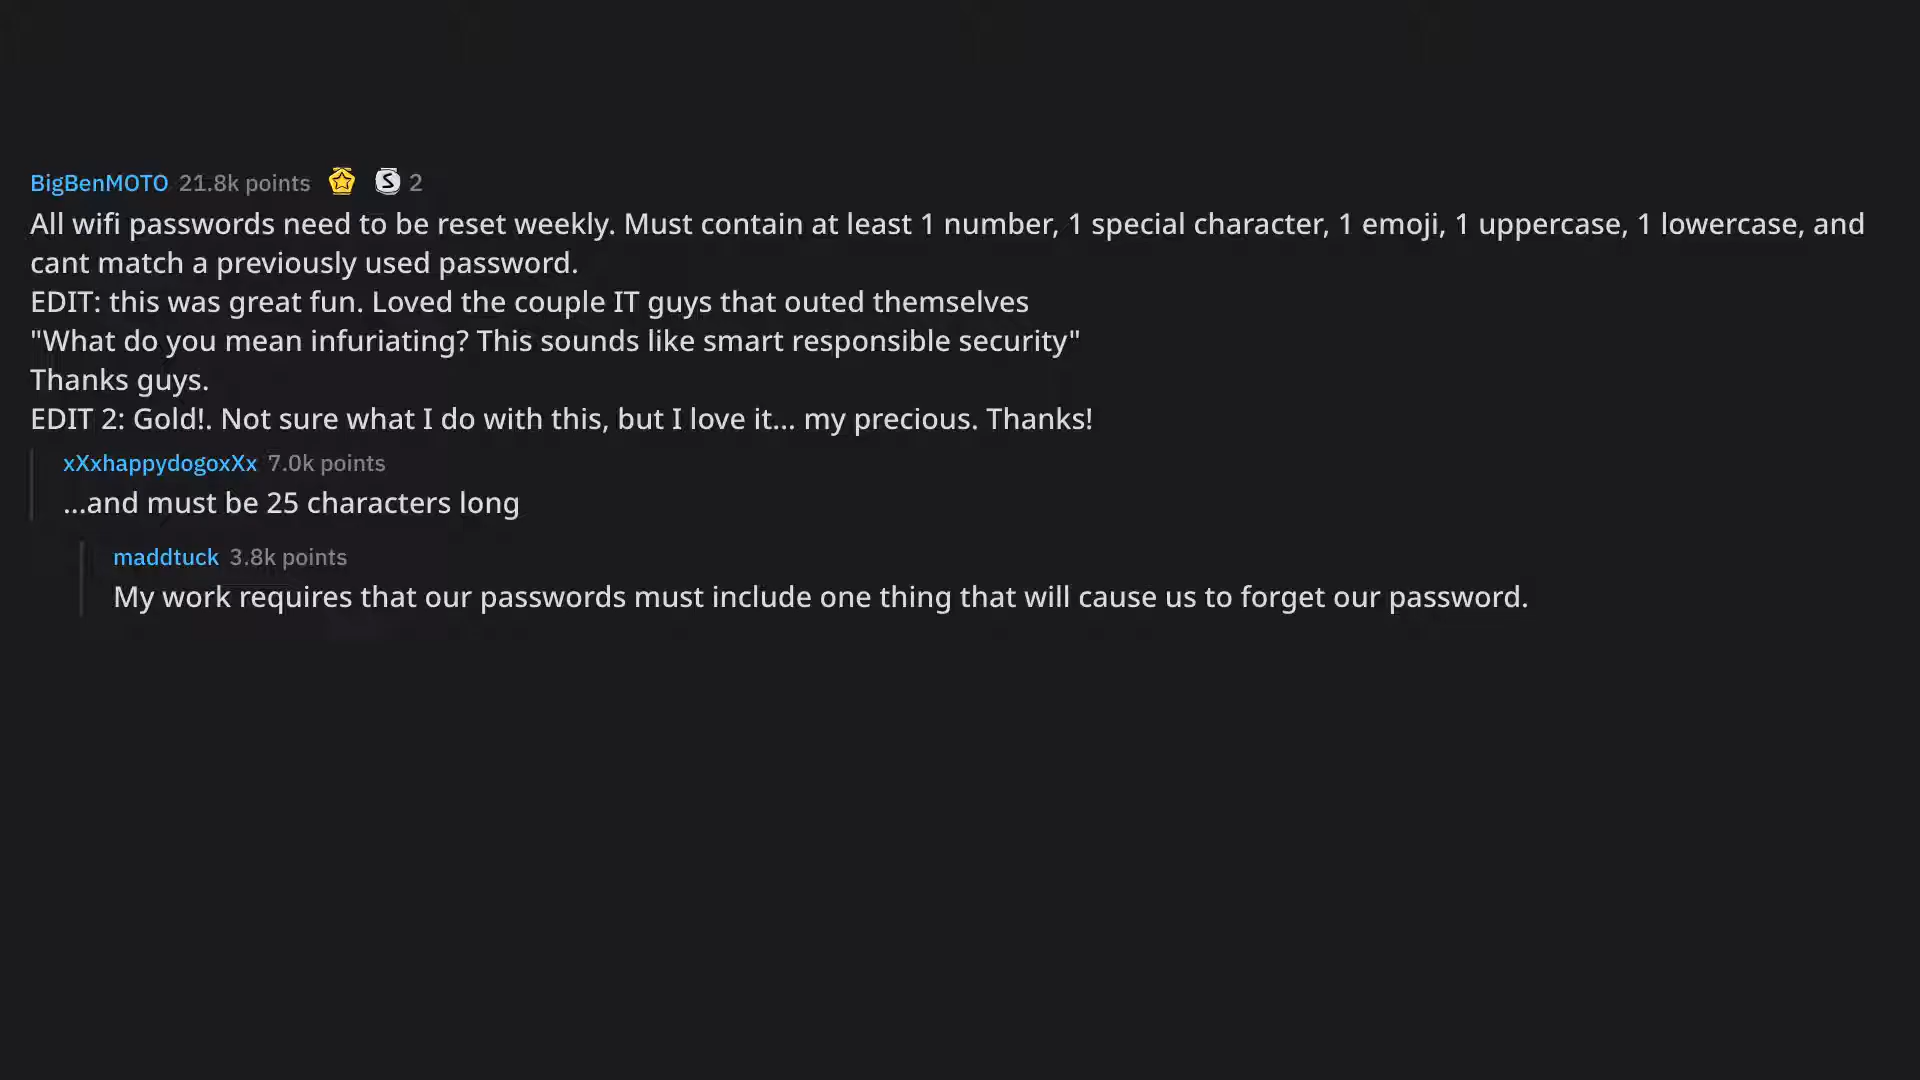 BigBenMOTO 21.8k points 2
All wifi passwords need to be reset weekly. Must contain at least 1 number, 1 special character, 1 emoji, 1 uppercase, 1 lowercase, and
cant match a previously used password.
EDIT: this was great fun. Loved the couple IT guys that outed themselves
"What do you mean infuriating? This sounds like smart responsible security"
Thanks guys.
EDIT 2: Gold!. Not sure what I do with this, but I love it... my precious. Thanks!
xXxhappydogoxXx 7.0k points
...and must be 25 characters long
maddtuck 3.8k points
My work requires that our passwords must include one thing that will cause us to forget our password.